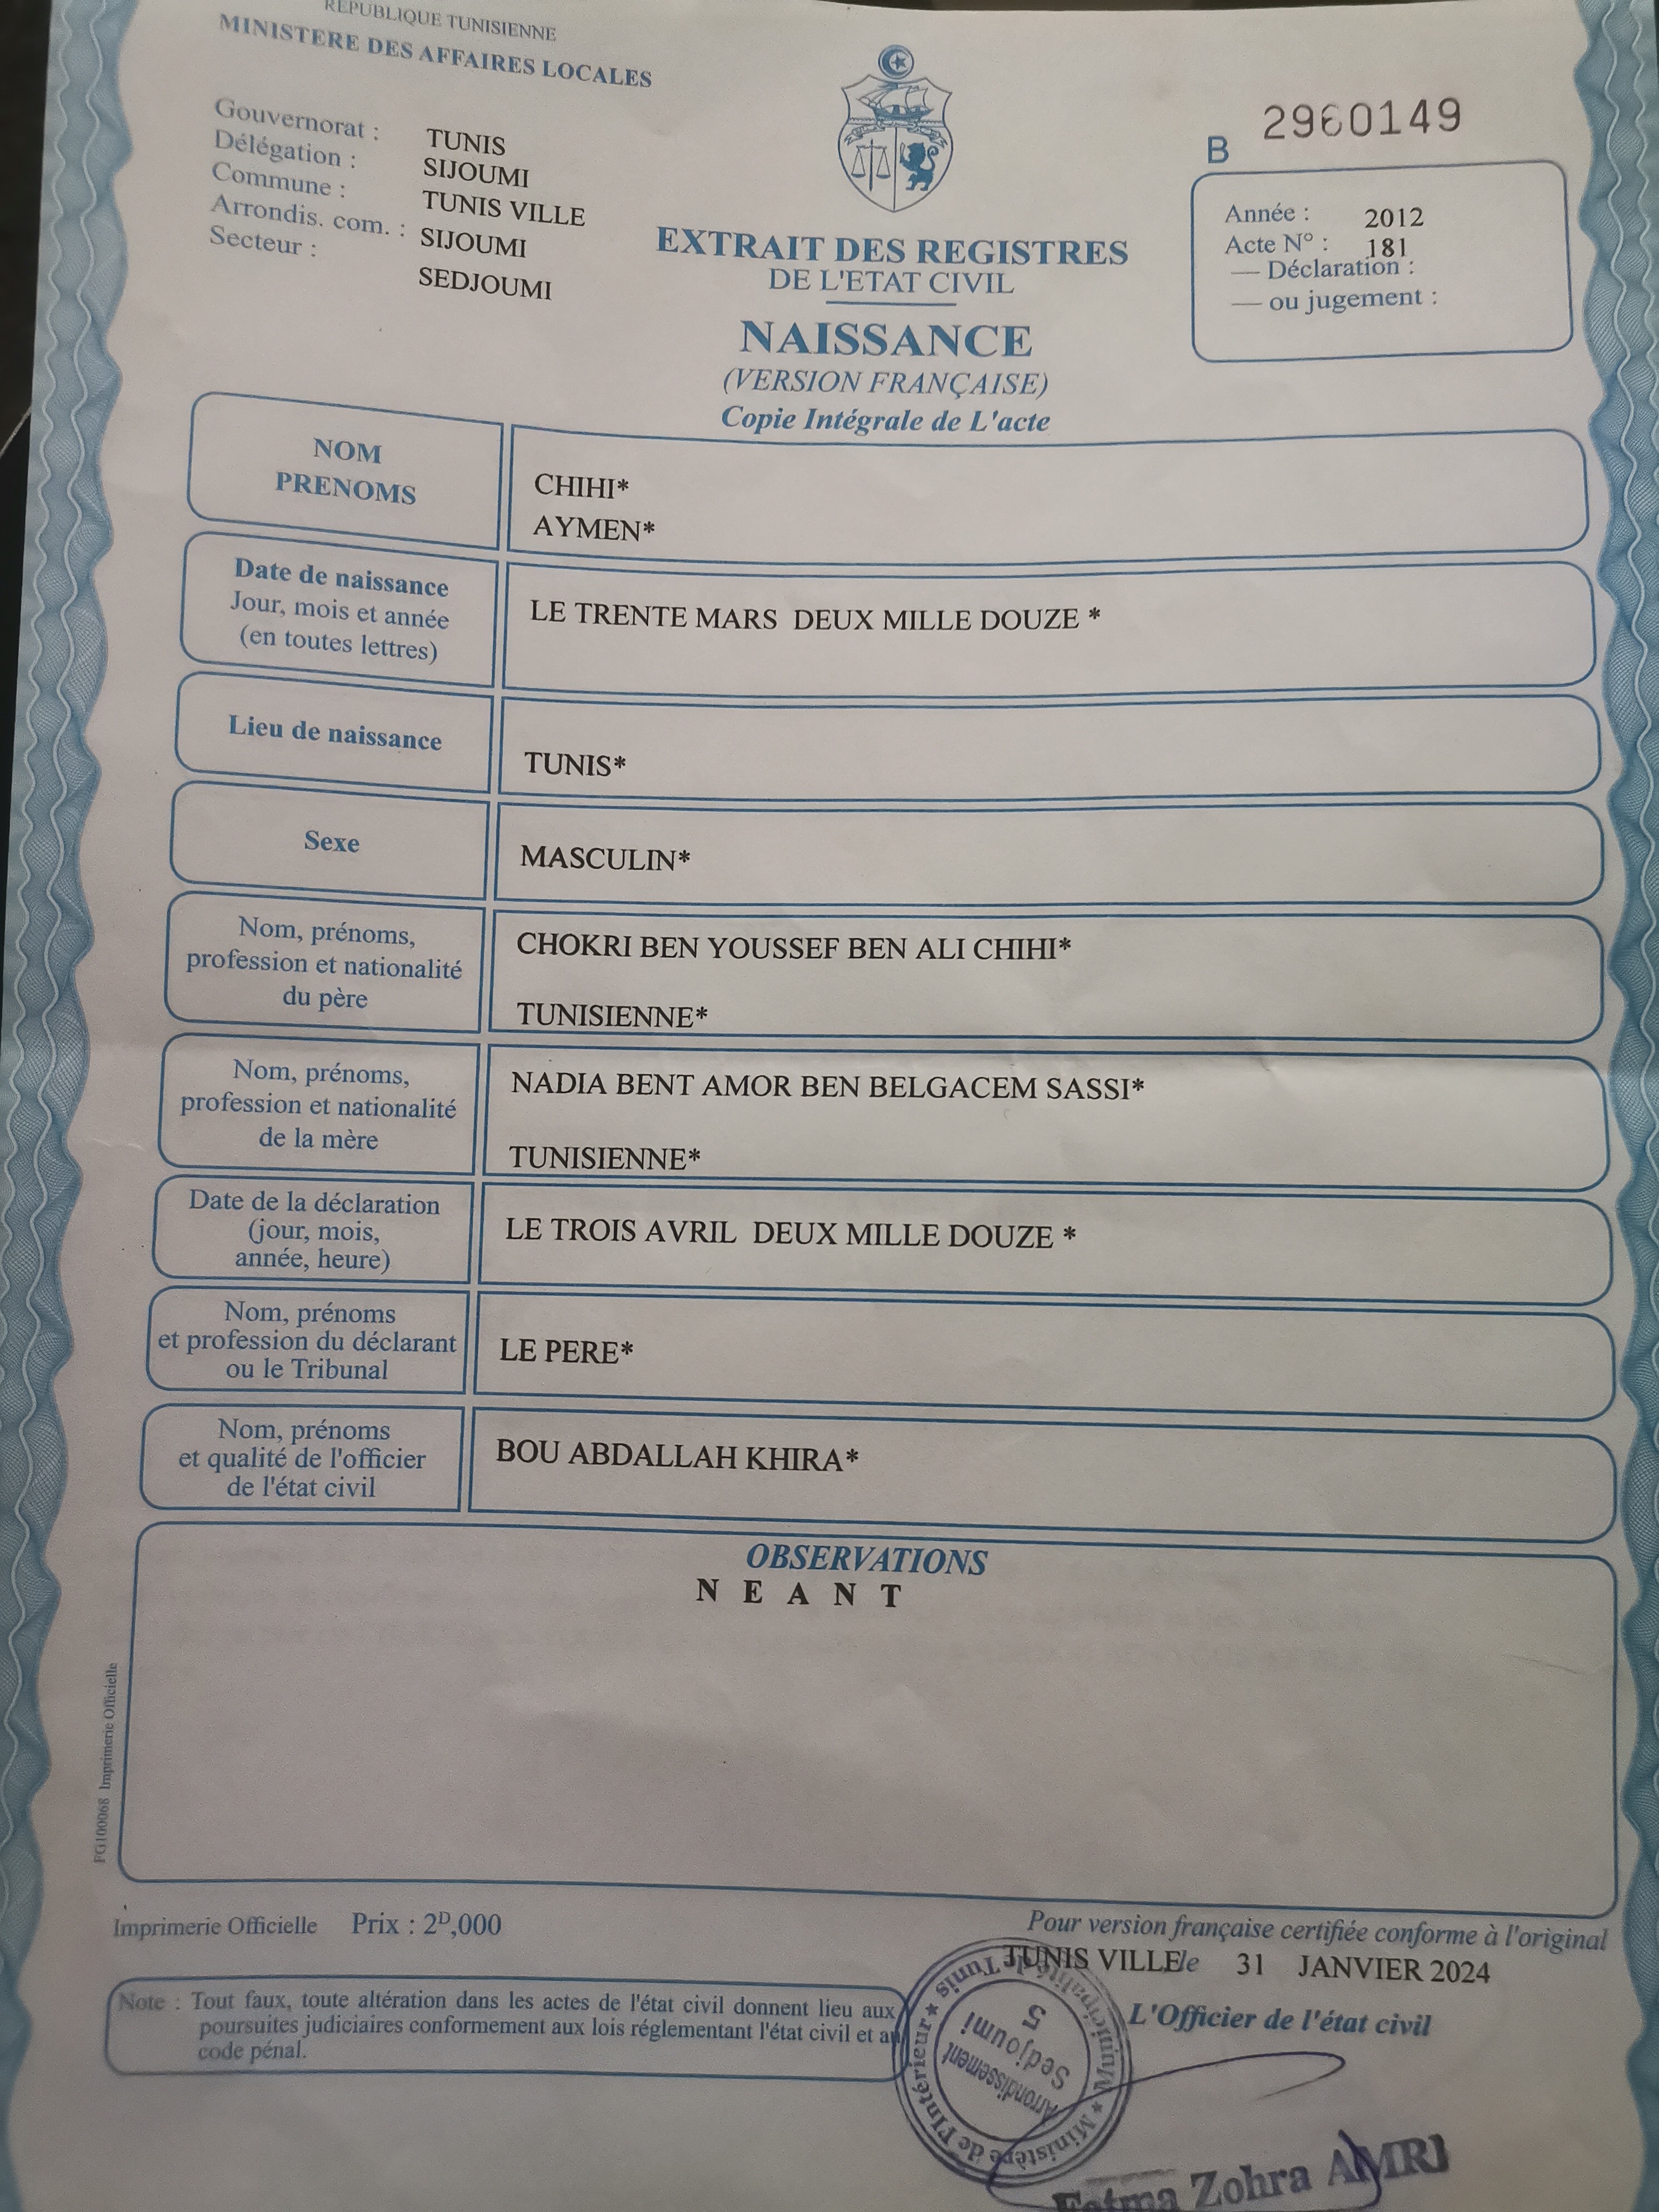 REPUBLIQUE TUNISIENNE
MINISTERE DES AFFAIRES LOCALES
Gouvernorat : TUNIS
Délégation : SIJOUMI
Commune : TUNIS VILLE
Arrondis. com. : SIJOUMI
Secteur : SEDJOUMI
B 2960149
Année : 2012
Acte N° : 181
— Déclaration :
— ou jugement :
EXTRAIT DES REGISTRES
DE L'ETAT CIVIL
NAISSANCE
(VERSION FRANÇAISE)
Copie Intégrale de L'acte
NOM
PRENOMS
CHIHI*
AYMEN*
Date de naissance
Jour, mois et année
(en toutes lettres)
LE TRENTE MARS DEUX MILLE DOUZE *
Lieu de naissance
TUNIS*
Sexe
MASCULIN*
Nom, prénoms,
profession et nationalité
du père
CHOKRI BEN YOUSSEF BEN ALI CHIHI*
TUNISIENNE*
Nom, prénoms,
profession et nationalité
de la mère
NADIA BENT AMOR BEN BELGACEM SASSI*
TUNISIENNE*
Date de la déclaration
(jour, mois,
année, heure)
LE TROIS AVRIL DEUX MILLE DOUZE *
Nom, prénoms
et profession du déclarant
ou le Tribunal
LE PERE*
Nom, prénoms
et qualité de l'officier
de l'état civil
BOU ABDALLAH KHIRA*
OBSERVATIONS
N E A N T
FG100068 Imprimerie Officielle
Imprimerie Officielle Prix : 2ᴰ,000
Pour version française certifiée conforme à l'original
TUNIS VILLE le 31 JANVIER 2024
L'Officier de l'état civil
Note : Tout faux, toute altération dans les actes de l'état civil donnent lieu aux
poursuites judiciaires conformement aux lois réglementant l'état civil et au
code pénal.
* Ministère de l'Intérieur * Municipalité de Tunis
Arrondissement
Sedjoumi
5
Fatma Zohra AMRI